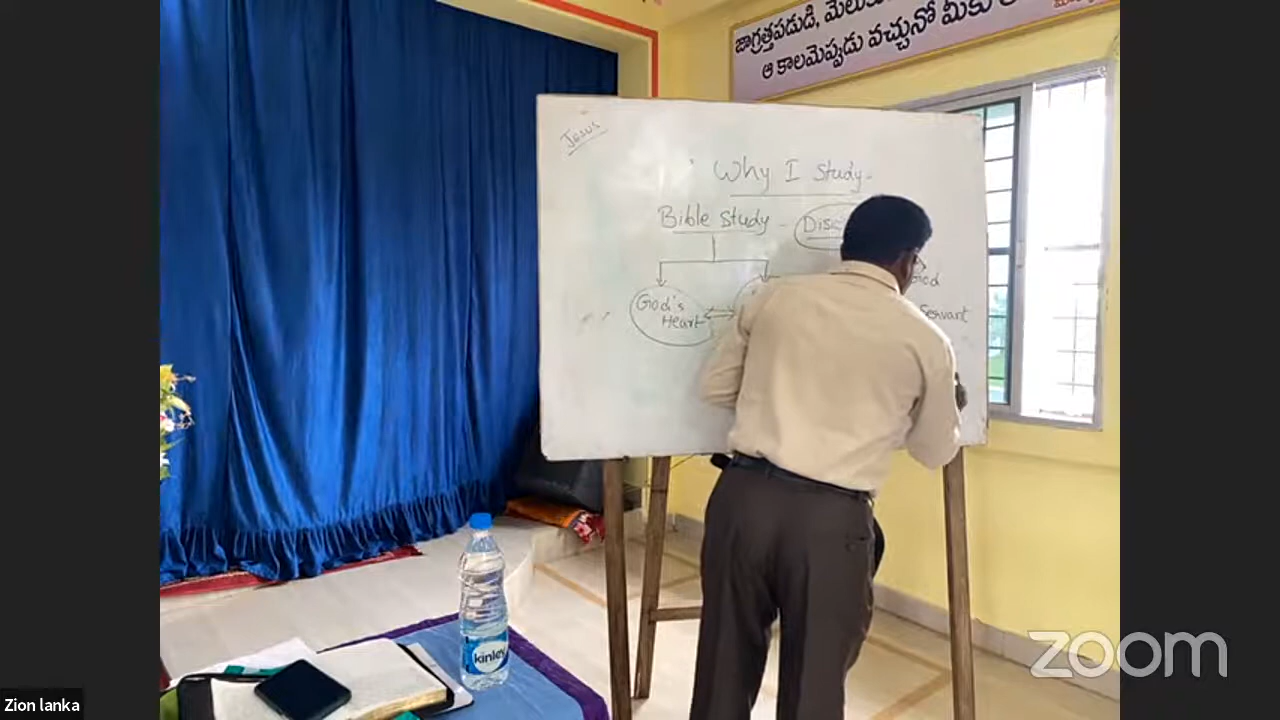 జాగ్రత్తపడుడి,
ఆ కాలమెప్పుడు వచ్చునో మీకు
Jesus
Why I study
Bible study -
God's
Heart
God
Servant
kinley
zoom
Zion lanka